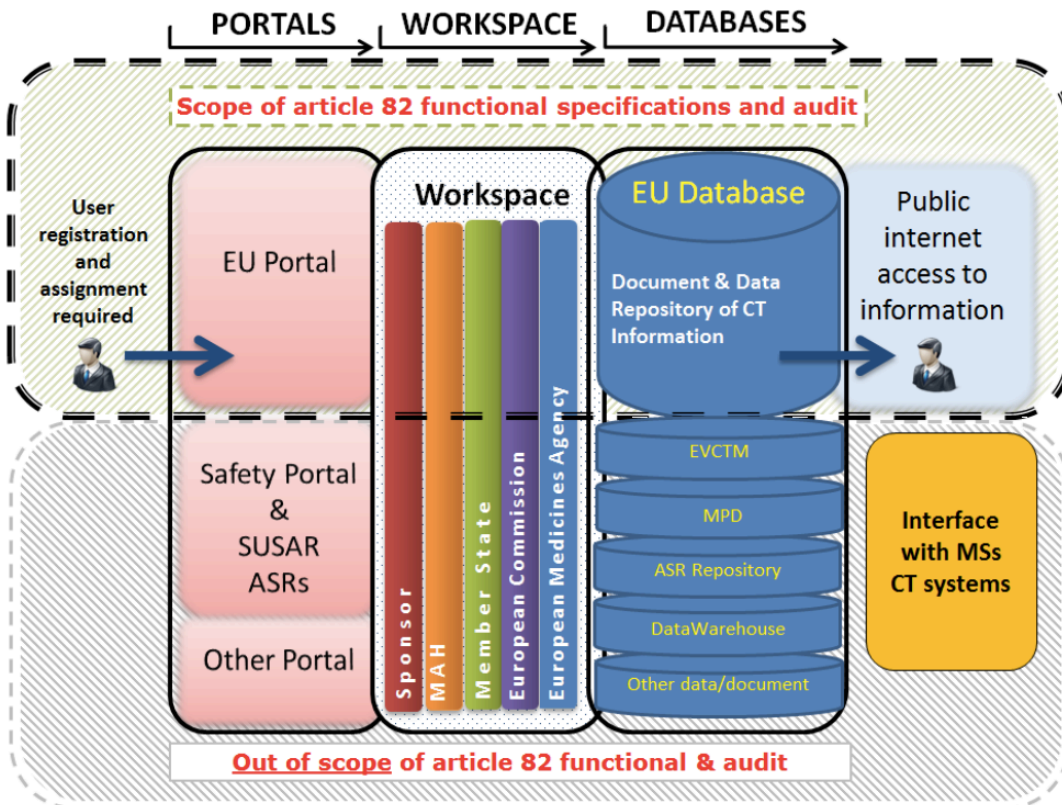 PORTALS
WORKSPACE
DATABASES
Scope of article 82 functional specifications and audit
User
registration
and
assignment
required
EU Portal
Workspace
EU Database
Document & Data
Repository of CT
Information
Public
internet
access to
information
Safety Portal
&
SUSAR
ASRs
Other Portal
Sponsor
MAH
Member State
European Commission
European Medicines Agency
EVCTM
MPD
ASR Repository
DataWarehouse
Other data/document
Interface
with MSs
CT systems
Out of scope of article 82 functional & audit